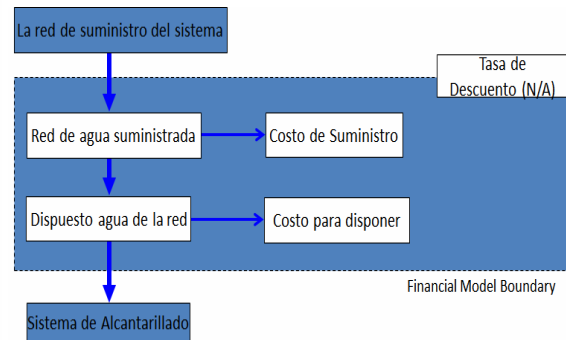 La red de suministro del sistema
Tasa de
Descuento (N/A)
Red de agua suministrada
Costo de Suministro
Dispuesto agua de la red
Costo para disponer
Financial Model Boundary
Sistema de Alcantarillado